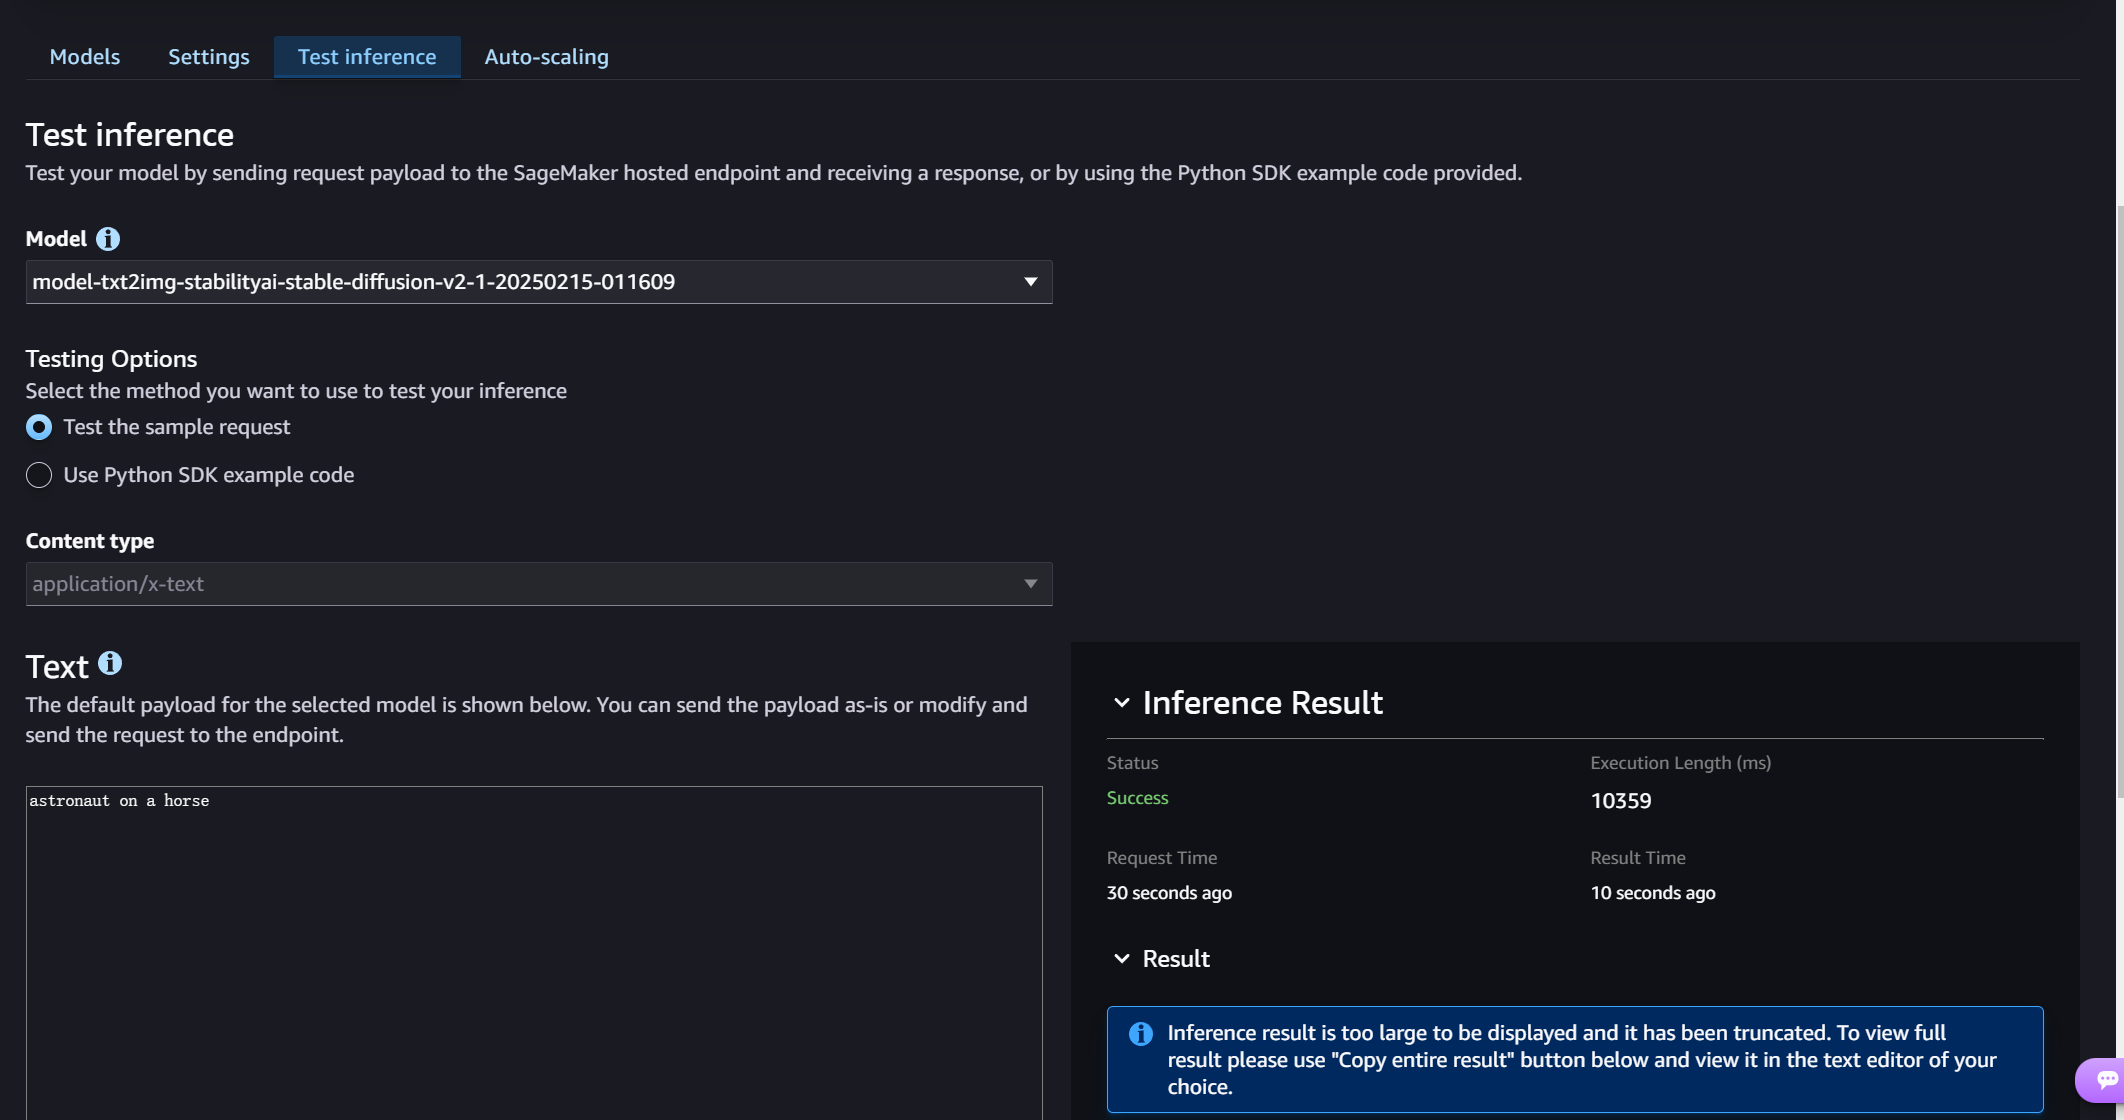 Models Settings Test inference Auto-scaling
Test inference
Test your model by sending request payload to the SageMaker hosted endpoint and receiving a response, or by using the Python SDK example code provided.
Model
model-txt2img-stabilityai-stable-diffusion-v2-1-20250215-011609
Testing Options
Select the method you want to use to test your inference
Test the sample request
Use Python SDK example code
Content type
application/x-text
Text
The default payload for the selected model is shown below. You can send the payload as-is or modify and
send the request to the endpoint.
astronaut on a horse
Inference Result
Status Execution Length (ms)
Success 10359
Request Time Result Time
30 seconds ago 10 seconds ago
Result
Inference result is too large to be displayed and it has been truncated. To view full
result please use "Copy entire result" button below and view it in the text editor of your
choice.